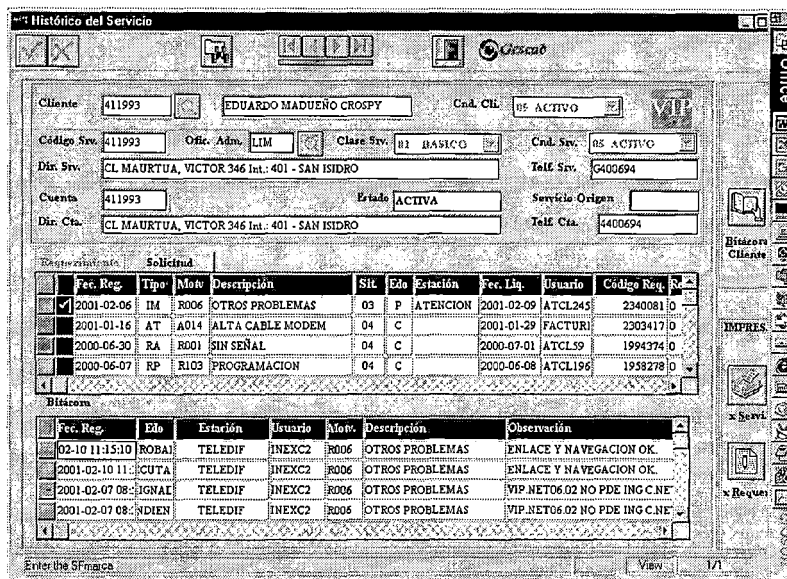 Histórico del Servicio
Gescab
Office
Cliente 411993 EDUARDO MADUEÑO CROSPY Cnd. Cli. 05 ACTIVO VIP
Código Srv. 411993 Ofic. Adm. LIM Clase Srv. 01 BASICO Cnd. Srv. 05 ACTIVO
Dir. Srv. CL MAURTUA, VICTOR 346 Int.: 401 - SAN ISIDRO Telf. Srv. G400694
Cuenta 411993 Estado ACTIVA Servicio Origen
Dir. Cta. CL MAURTUA, VICTOR 346 Int.: 401 - SAN ISIDRO Telf. Cta. 4400694
Bitácora
Cliente
Requerimiento Solicitud
Fec. Reg. Tipo Motv Descripción Sit. Edo Estación Fec. Liq. Usuario Código Req. Re
2001-02-06 IM R006 OTROS PROBLEMAS 03 P ATENCION 2001-02-09 ATCL245 2340081 0
2001-01-16 AT A014 ALTA CABLE MODEM 04 C 2001-01-29 FACTURI 2303417 0
2000-06-30 RA R001 SIN SEÑAL 04 C 2000-07-01 ATCL59 1994374 0
2000-06-07 RP R103 PROGRAMACION 04 C 2000-06-08 ATCL196 1958278 0
IMPRES.
x Servi
x Requer
Bitácora
Fec. Reg. Edo Estación Usuario Motv. Descripción Observación
02-10 11:15:10 ROBAI TELEDIF INEXC2 R006 OTROS PROBLEMAS ENLACE Y NAVEGACION OK.
2001-02-10 11: CUTA TELEDIF INEXC2 R006 OTROS PROBLEMAS ENLACE Y NAVEGACION OK.
2001-02-07 08: IGNAL TELEDIF INEXC2 R006 OTROS PROBLEMAS VIP.NET06.02 NO PDE ING C.NE
2001-02-07 08: NDIEN TELEDIF INEXC2 R006 OTROS PROBLEMAS VIP.NET06.02 NO PDE ING C.NE
Enter the SFmarca View 1/1